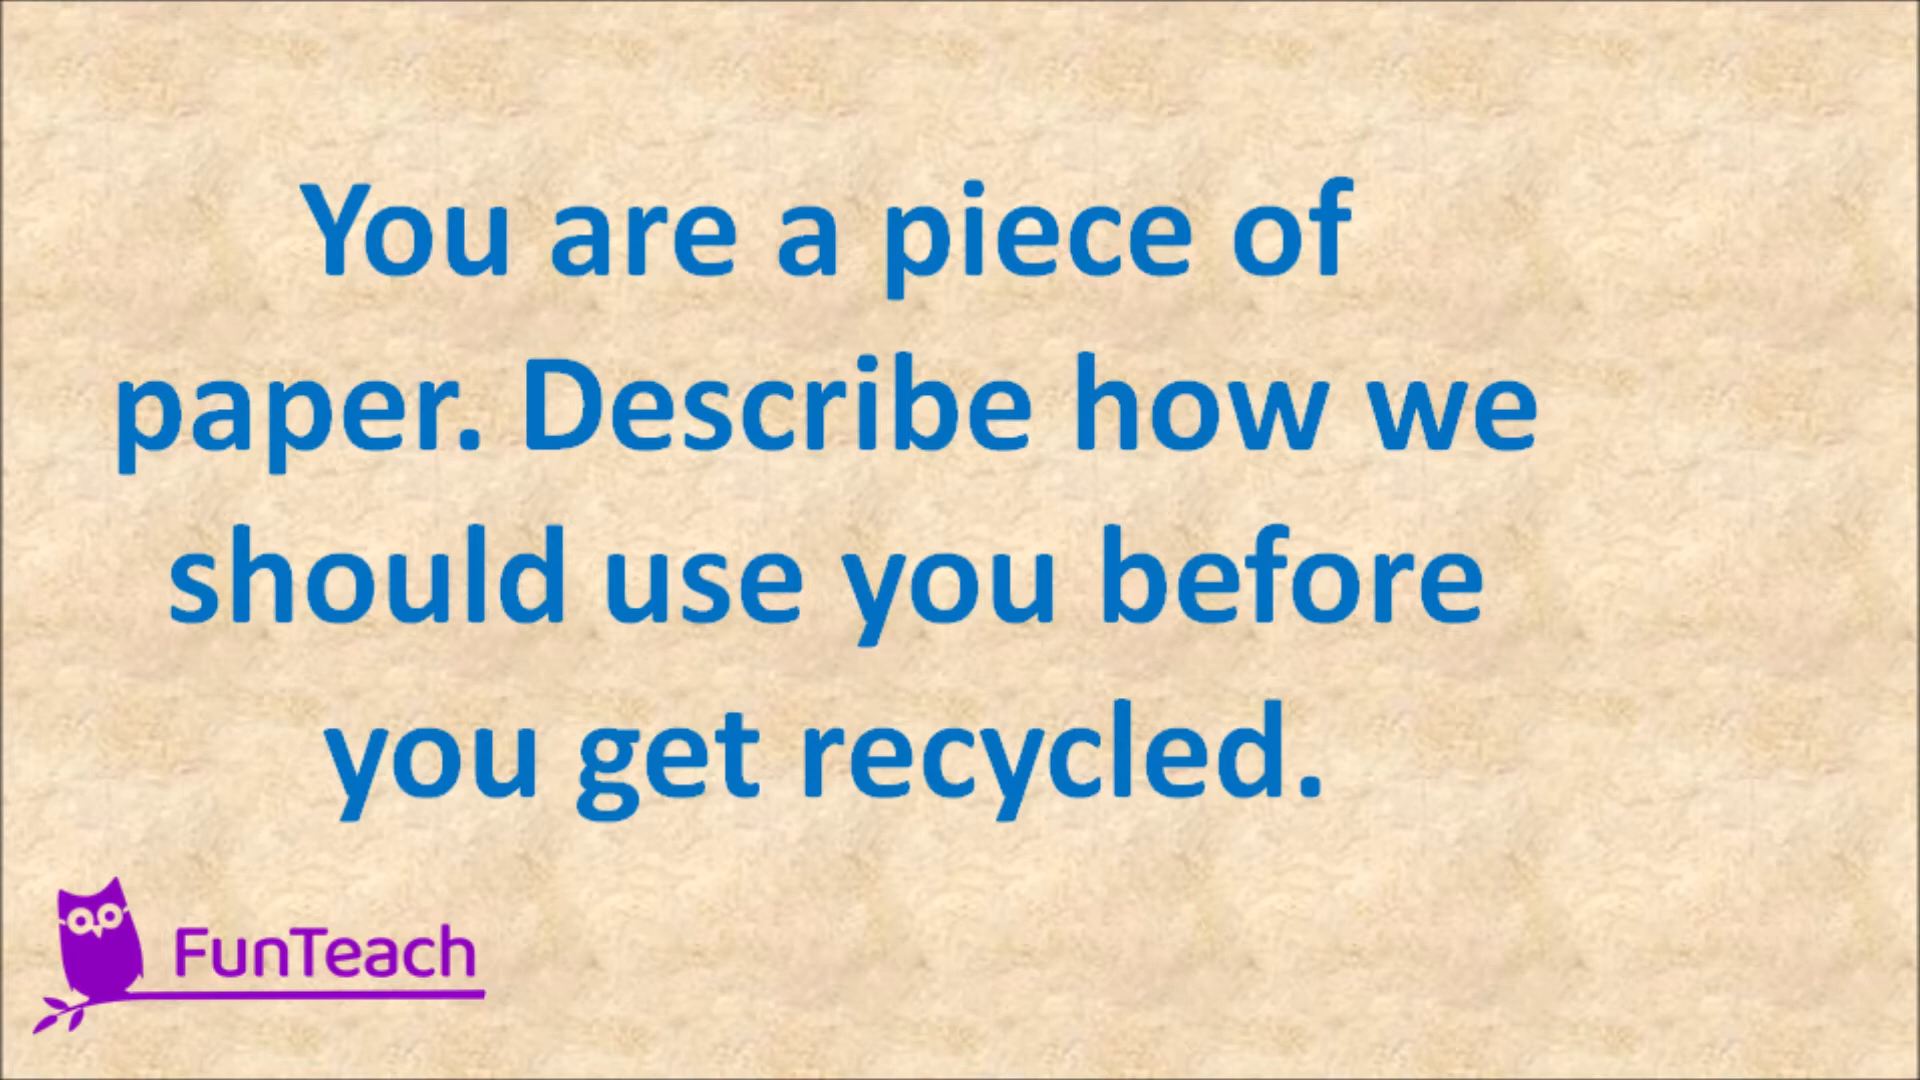 You are a piece of
paper. Describe how we
should use you before
you get recycled.
FunTeach